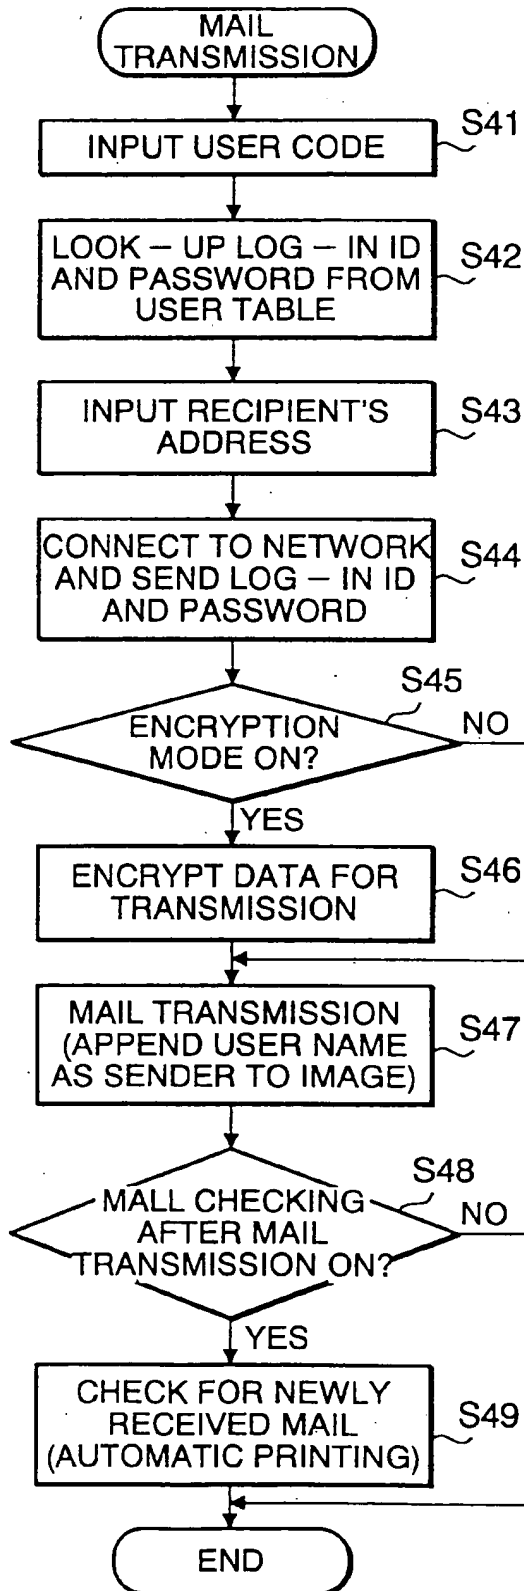 MAIL
TRANSMISSION
INPUT USER CODE
S41
LOOK – UP LOG – IN ID
AND PASSWORD FROM
USER TABLE
S42
INPUT RECIPIENT'S
ADDRESS
S43
CONNECT TO NETWORK
AND SEND LOG – IN ID
AND PASSWORD
S44
S45
ENCRYPTION
MODE ON?
NO
YES
ENCRYPT DATA FOR
TRANSMISSION
S46
MAIL TRANSMISSION
(APPEND USER NAME
AS SENDER TO IMAGE)
S47
S48
MALL CHECKING
AFTER MAIL
TRANSMISSION ON?
NO
YES
CHECK FOR NEWLY
RECEIVED MAIL
(AUTOMATIC PRINTING)
S49
END